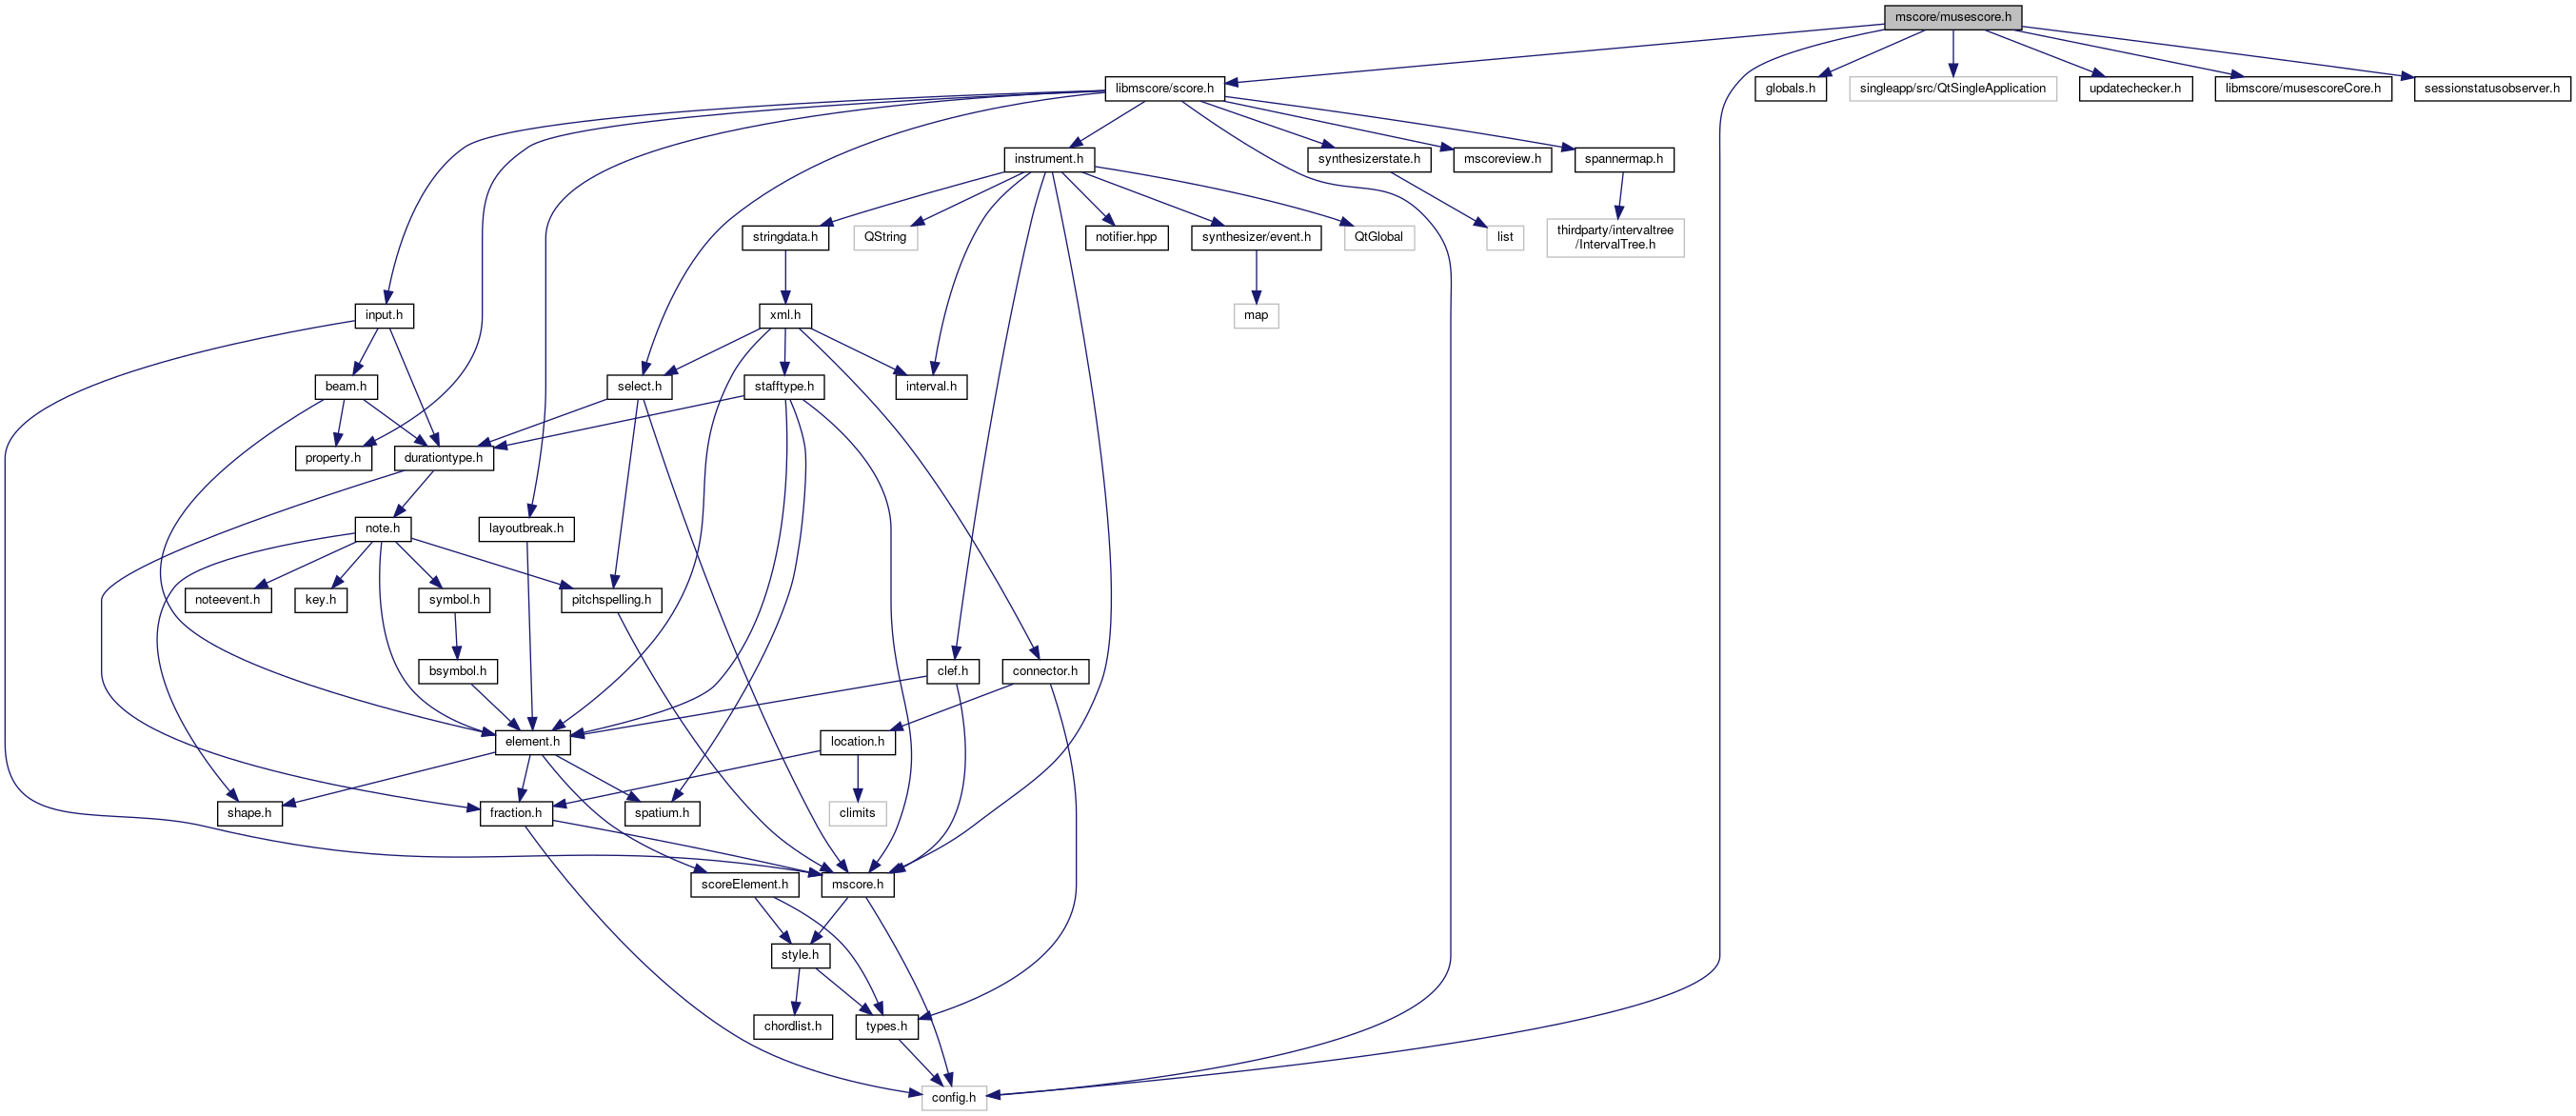 mscore/musescore.h
libmscore/score.h
globals.h
singleapp/src/QtSingleApplication
updatechecker.h
libmscore/musescoreCore.h
sessionstatusobserver.h
instrument.h
synthesizerstate.h
mscoreview.h
spannermap.h
stringdata.h
QString
notifier.hpp
synthesizer/event.h
QtGlobal
list
thirdparty/intervaltree
/IntervalTree.h
input.h
xml.h
map
beam.h
select.h
stafftype.h
interval.h
property.h
durationtype.h
note.h
layoutbreak.h
noteevent.h
key.h
symbol.h
pitchspelling.h
bsymbol.h
clef.h
connector.h
element.h
location.h
shape.h
fraction.h
spatium.h
climits
scoreElement.h
mscore.h
style.h
chordlist.h
types.h
config.h